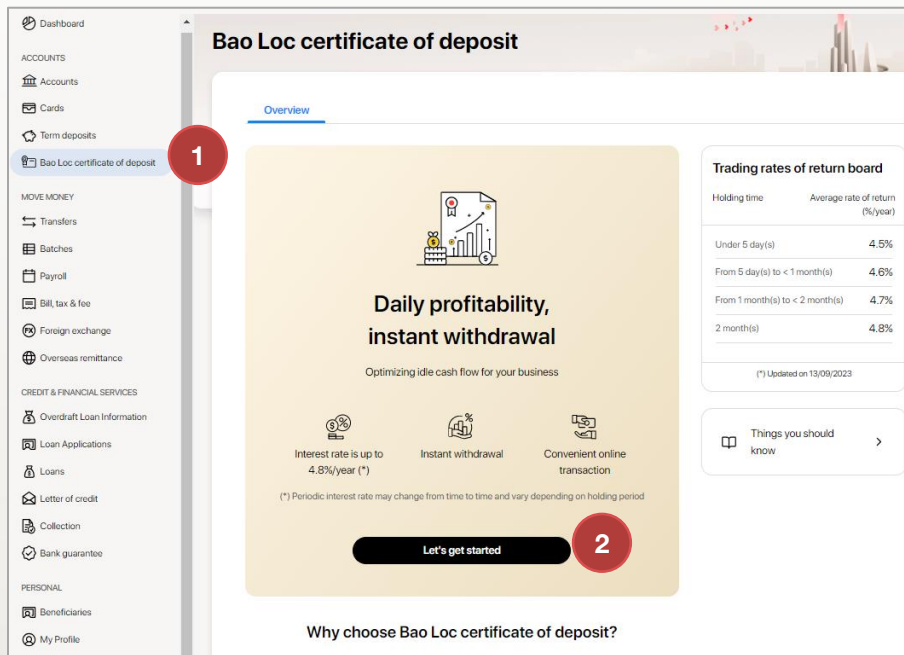 Dashboard
ACCOUNTS
Accounts
Cards
Term deposits
Bao Loc certificate of deposit
1
MOVE MONEY
Transfers
Batches
Payroll
Bill, tax & fee
FX
Foreign exchange
Overseas remittance
CREDIT & FINANCIAL SERVICES
Overdraft Loan Information
Loan Applications
Loans
Letter of credit
Collection
Bank guarantee
PERSONAL
Beneficiaries
My Profile
Bao Loc certificate of deposit
Overview
Daily profitability,
instant withdrawal
Optimizing idle cash flow for your business
Interest rate is up to
4.8%/year (*)
Instant withdrawal
Convenient online
transaction
(*) Periodic interest rate may change from time to time and vary depending on holding period
Let's get started
2
Why choose Bao Loc certificate of deposit?
Trading rates of return board
Holding time Average rate of return
(%/year)
Under 5 day(s) 4.5%
From 5 day(s) to < 1 month(s) 4.6%
From 1 month(s) to < 2 month(s) 4.7%
2 month(s) 4.8%
(*) Updated on 13/09/2023
Things you should
know